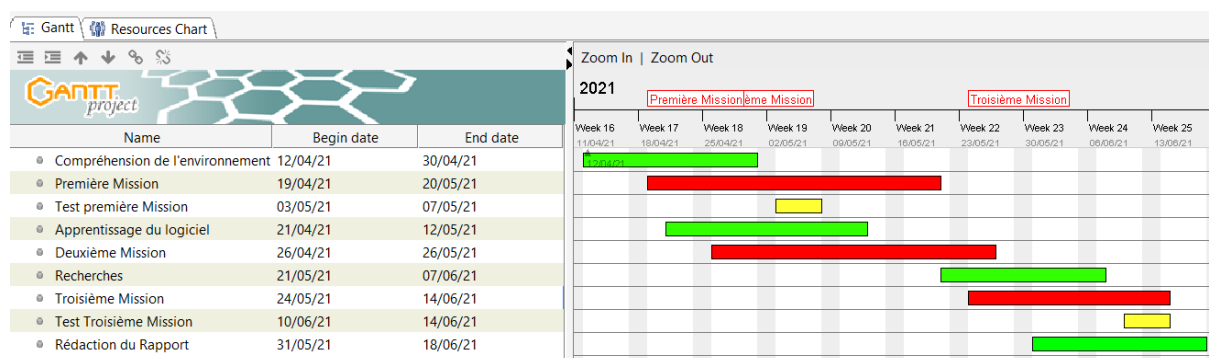 Gantt Resources Chart
Zoom In | Zoom Out
GANTT
project
2021
Première Mission ème Mission Troisième Mission
Name Begin date End date
Week 16 Week 17 Week 18 Week 19 Week 20 Week 21 Week 22 Week 23 Week 24 Week 25
11/04/21 18/04/21 25/04/21 02/05/21 09/05/21 16/05/21 23/05/21 30/05/21 06/06/21 13/06/21
Compréhension de l'environnement 12/04/21 30/04/21
12/04/21
Première Mission 19/04/21 20/05/21
Test première Mission 03/05/21 07/05/21
Apprentissage du logiciel 21/04/21 12/05/21
Deuxième Mission 26/04/21 26/05/21
Recherches 21/05/21 07/06/21
Troisième Mission 24/05/21 14/06/21
Test Troisième Mission 10/06/21 14/06/21
Rédaction du Rapport 31/05/21 18/06/21